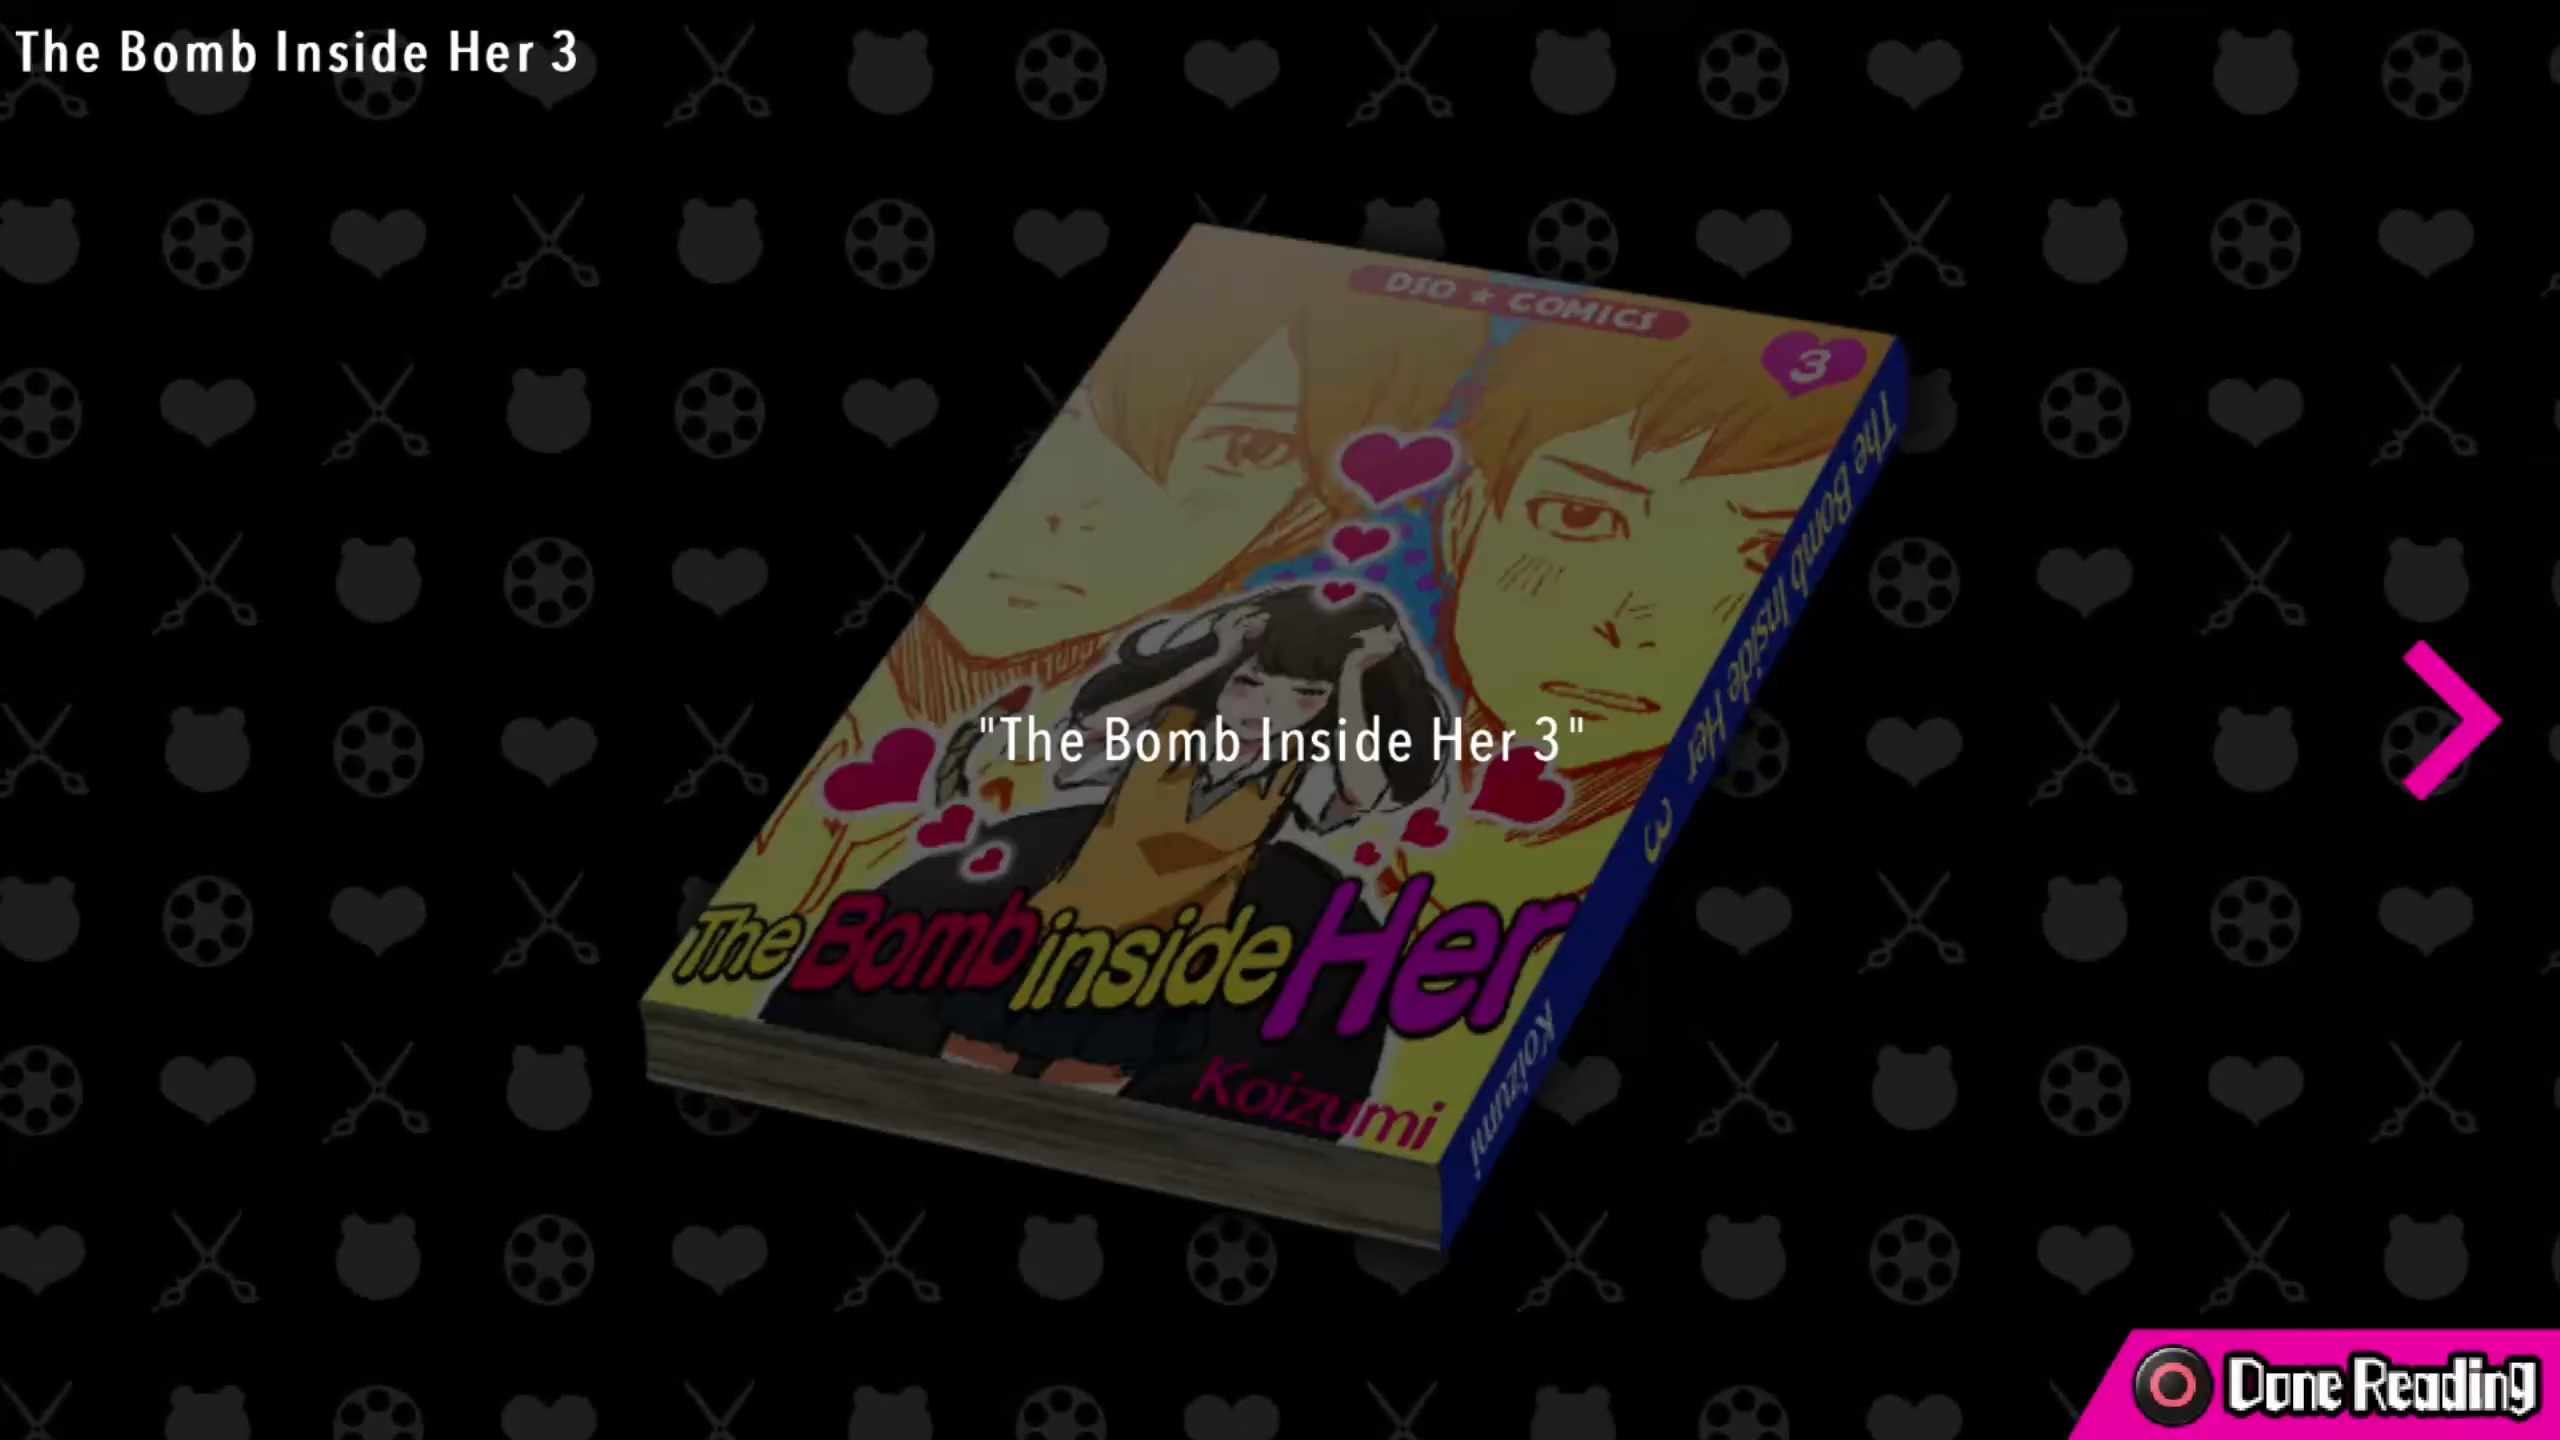 The Bomb Inside Her 3
DSO ★ COMICS
3
The Bomb Inside Her 3
Koizumi
"The Bomb Inside Her 3"
The Bomb inside Her
Koizumi
Done Reading